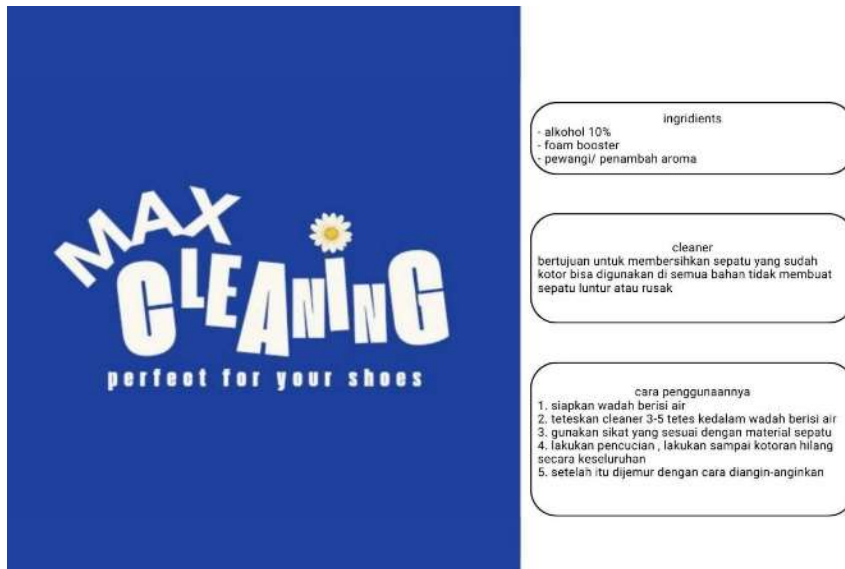 MAX
CLEANING
perfect for your shoes
ingridients
- alkohol 10%
- foam booster
- pewangi/ penambah aroma
cleaner
bertujuan untuk membersihkan sepatu yang sudah
kotor bisa digunakan di semua bahan tidak membuat
sepatu luntur atau rusak
cara penggunaannya
1. siapkan wadah berisi air
2. teteskan cleaner 3-5 tetes kedalam wadah berisi air
3. gunakan sikat yang sesuai dengan material sepatu
4. lakukan pencucian , lakukan sampai kotoran hilang
secara keseluruhan
5. setelah itu dijemur dengan cara diangin-anginkan